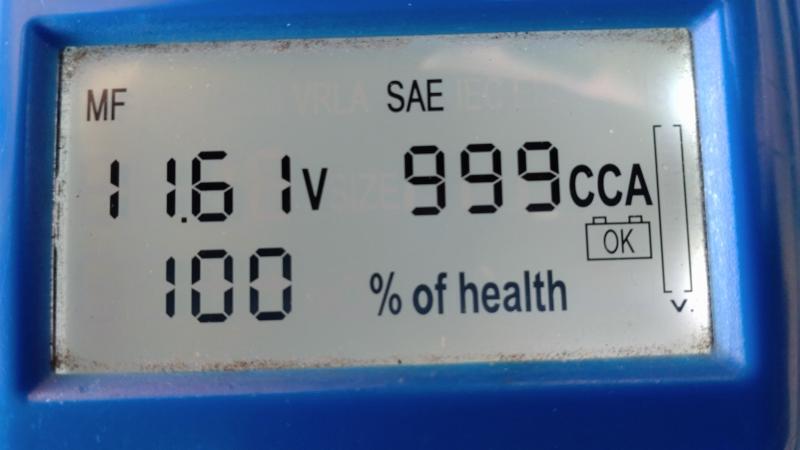 MF SAE
11.61V 999CCA
OK
100 % of health
V.